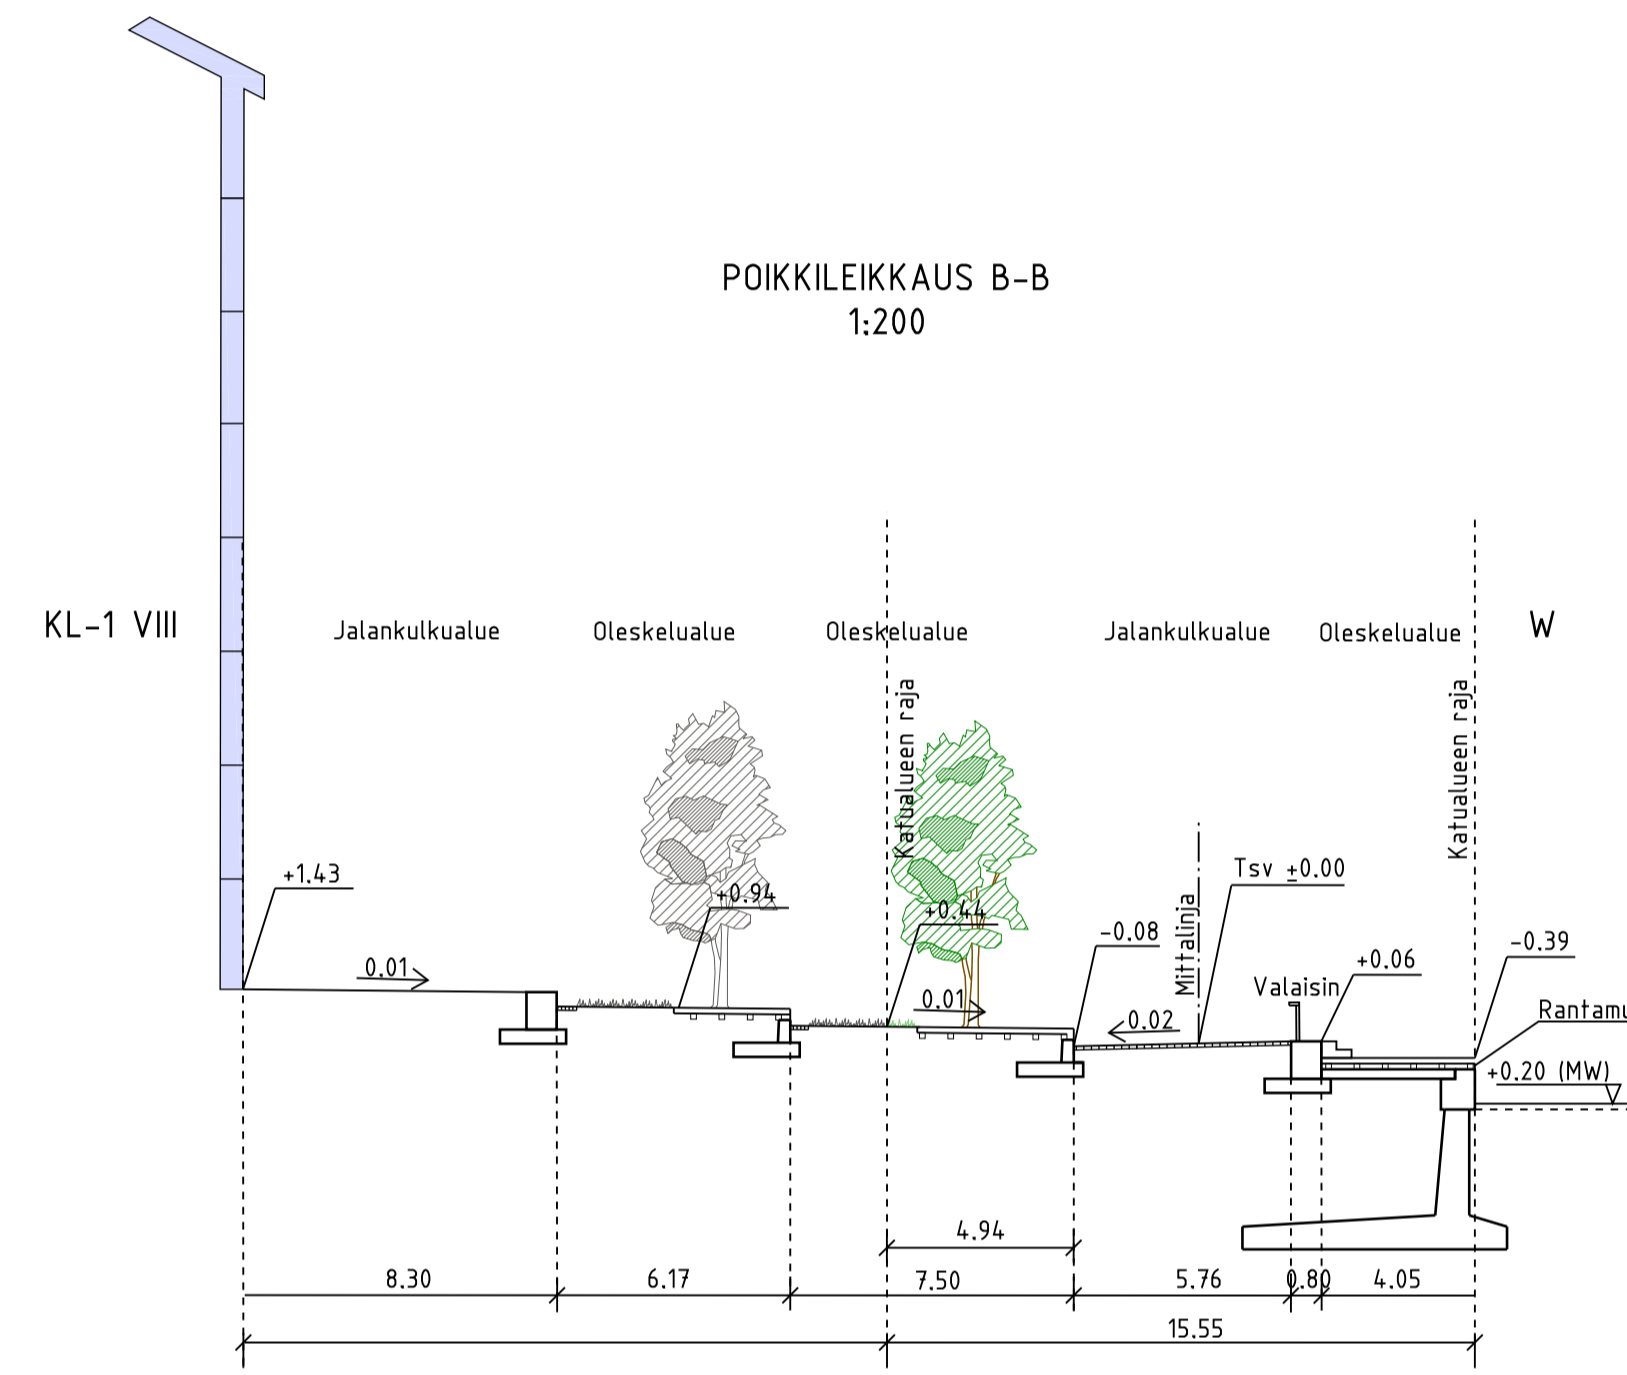 POIKKILEIKKAUS B-B
1:200
KL-1 VIII
Jalankulkualue
Oleskelualue
Oleskelualue
Jalankulkualue
Oleskelualue
W
Katualueen raja
Katualueen raja
Mittalinja
+1.43
+0.94
+0.44
-0.08
Tsv ±0.00
+0.06
-0.39
Valaisin
0.01
0.01
0.02
+0.20 (MW)
4.94
8.30
6.17
7.50
5.76
0.80
4.05
15.55